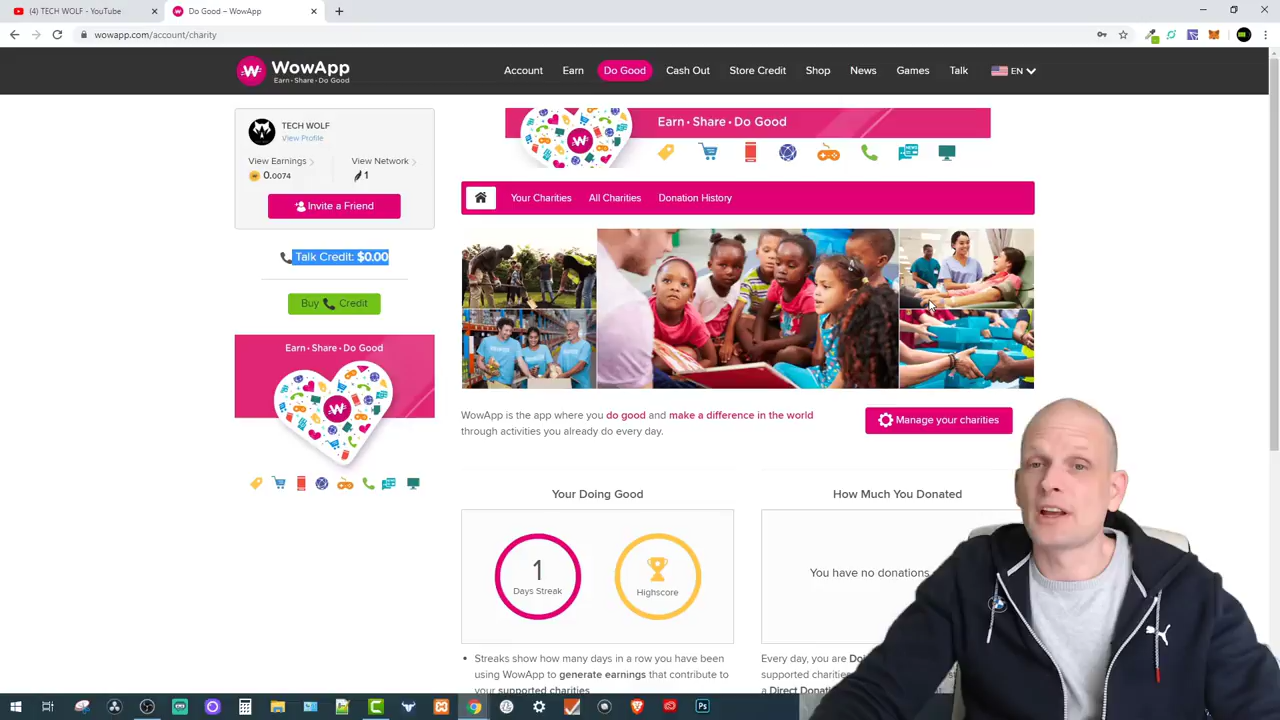 (4) TECH WOLF - YouTube
Do Good – WowApp
wowapp.com/account/charity
WowApp
Earn • Share • Do Good
Account Earn Do Good Cash Out Store Credit Shop News Games Talk EN
TECH WOLF
View Profile
View Earnings
0.0074
View Network
1
Invite a Friend
Talk Credit: $0.00
Buy Credit
Earn • Share • Do Good
Earn • Share • Do Good
Your Charities All Charities Donation History
WowApp is the app where you do good and make a difference in the world
through activities you already do every day.
Manage your charities
Your Doing Good
1
Days Streak
Highscore
How Much You Donated
You have no donations
• Streaks show how many days in a row you have been
using WowApp to generate earnings that contribute to
your supported charities
Every day, you are
supported charities
a Direct